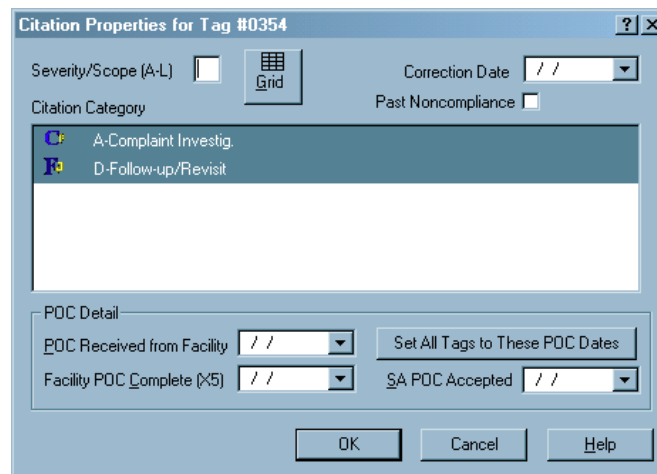 Citation Properties for Tag #0354
Severity/Scope (A-L)
Grid
Correction Date / /
Past Noncompliance
Citation Category
A-Complaint Investig.
D-Follow-up/Revisit
POC Detail
POC Received from Facility / /
Set All Tags to These POC Dates
Facility POC Complete (X5) / /
SA POC Accepted / /
OK
Cancel
Help